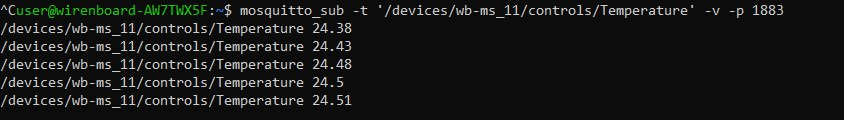 ^Cuser@wirenboard-AW7TWX5F:~$ mosquitto_sub -t '/devices/wb-ms_11/controls/Temperature' -v -p 1883
/devices/wb-ms_11/controls/Temperature 24.38
/devices/wb-ms_11/controls/Temperature 24.43
/devices/wb-ms_11/controls/Temperature 24.48
/devices/wb-ms_11/controls/Temperature 24.5
/devices/wb-ms_11/controls/Temperature 24.51